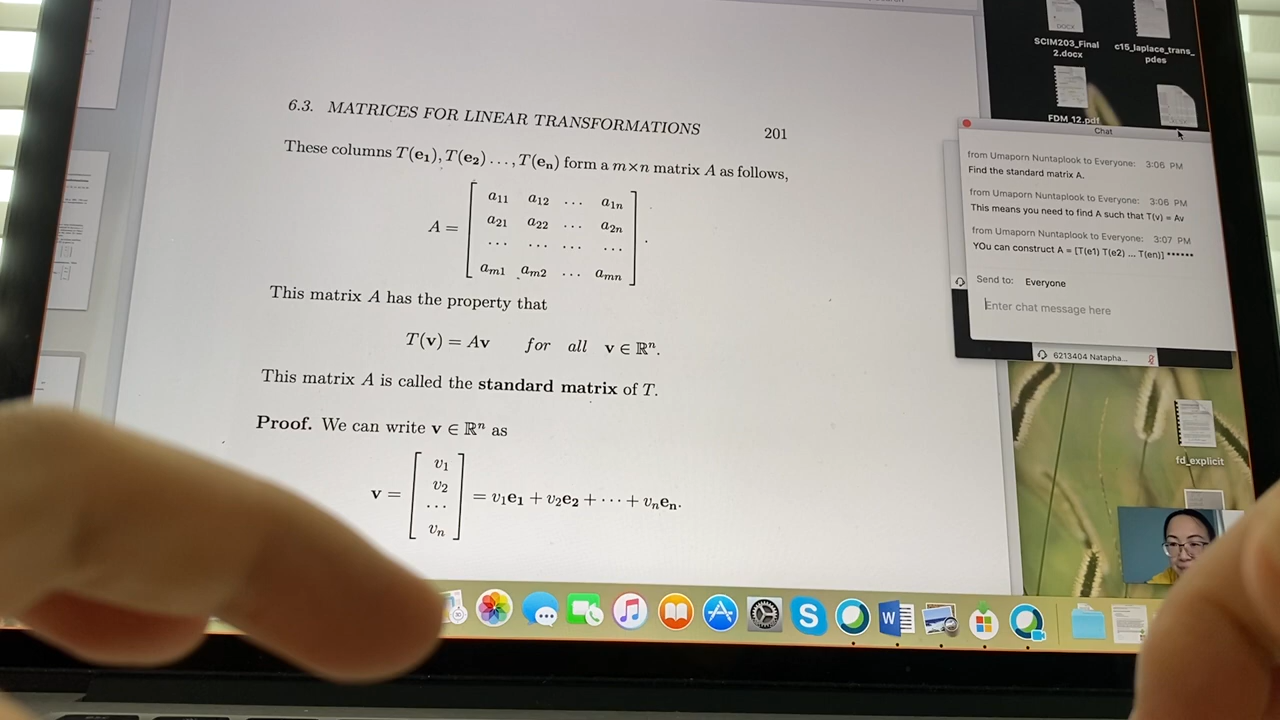 6.3. MATRICES FOR LINEAR TRANSFORMATIONS 201
These columns T(e₁), T(e₂) ..., T(eₙ) form a m×n matrix A as follows,
A = [ a₁₁ a₁₂ ... a₁ₙ
a₂₁ a₂₂ ... a₂ₙ
... ... ... ...
aₘ₁ aₘ₂ ... aₘₙ ] .
This matrix A has the property that
T(v) = Av for all v ∈ ℝⁿ.
This matrix A is called the standard matrix of T.
Proof. We can write v ∈ ℝⁿ as
v = [ v₁
v₂
...
vₙ ] = v₁e₁ + v₂e₂ + ··· + vₙeₙ.
SCIM203_Final
2.docx
c15_laplace_trans_
pdes
DOCX
FDM_12.pdf
Chat
from Umaporn Nuntaplook to Everyone: 3:06 PM
Find the standard matrix A.
from Umaporn Nuntaplook to Everyone: 3:06 PM
This means you need to find A such that T(v) = Av
from Umaporn Nuntaplook to Everyone: 3:07 PM
YOu can construct A = [T(e1) T(e2) ... T(en)] ******
Send to: Everyone
Enter chat message here
6213404 Natapha...
fd_explicit
S
W